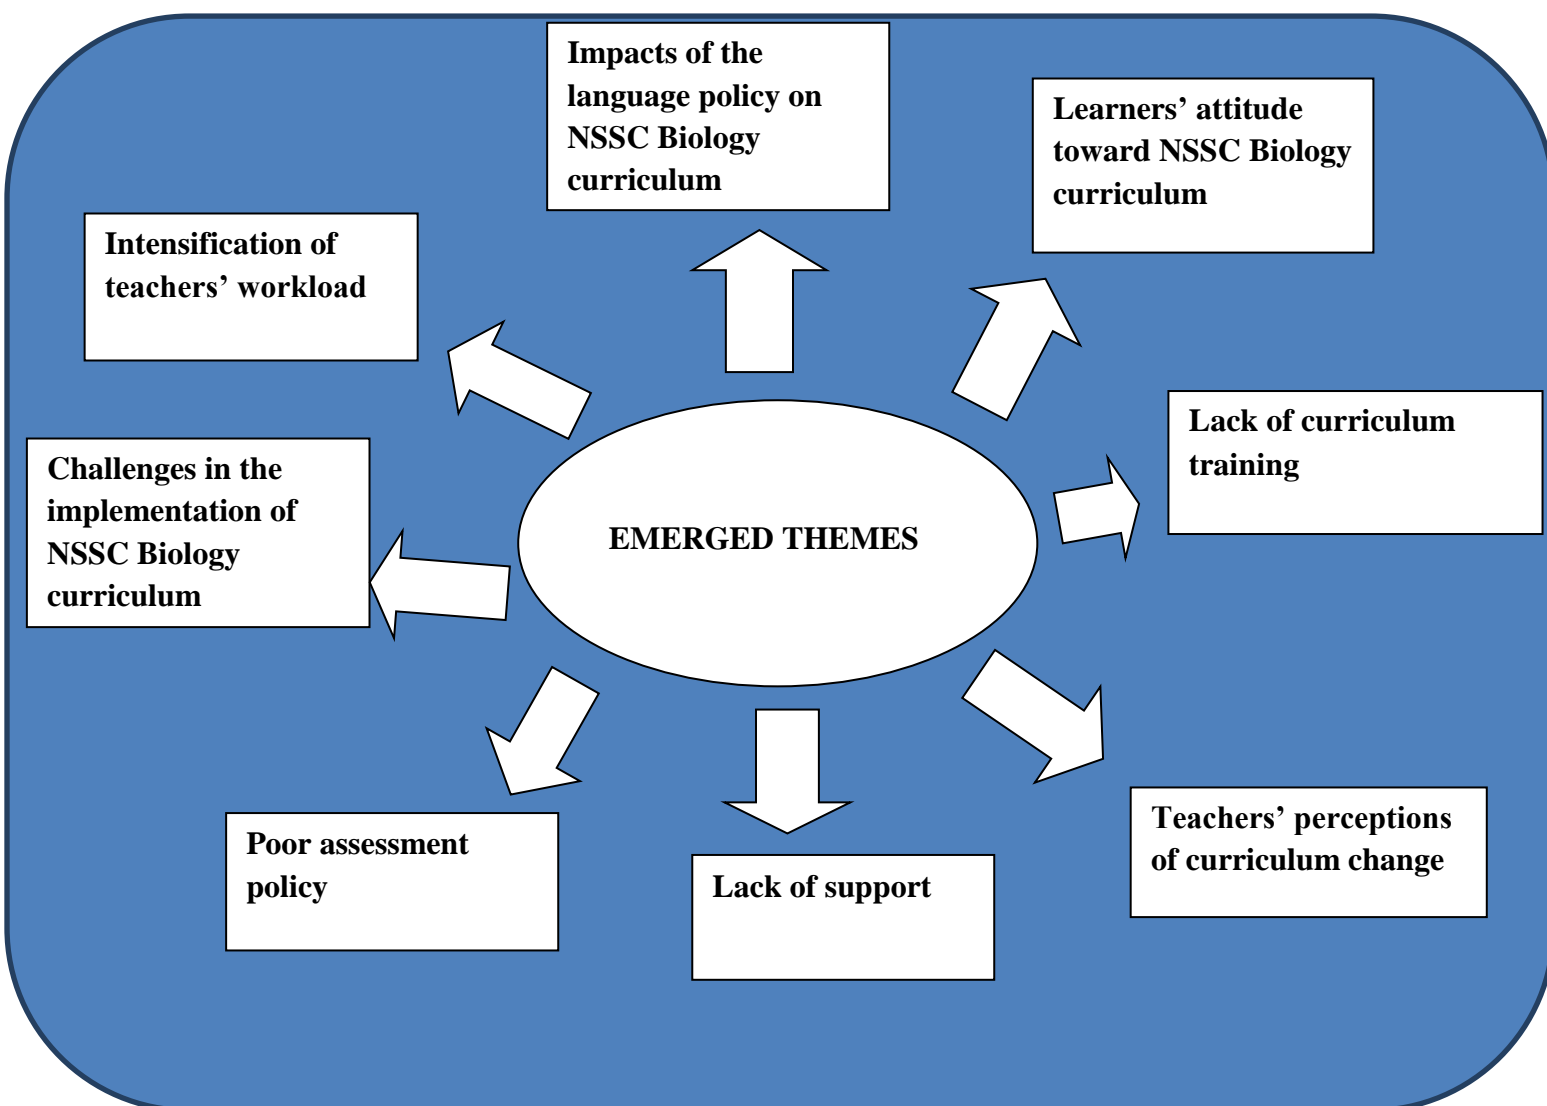 Impacts of the
language policy on
NSSC Biology
curriculum
Learners’ attitude
toward NSSC Biology
curriculum
Intensification of
teachers’ workload
Lack of curriculum
training
Challenges in the
implementation of
NSSC Biology
curriculum
EMERGED THEMES
Teachers’ perceptions
of curriculum change
Poor assessment
policy
Lack of support